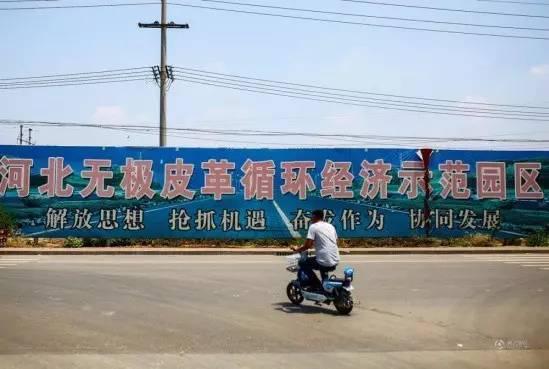 河北无极皮革循环经济示范园区
解放思想 抢抓机遇 奋发作为 协同发展